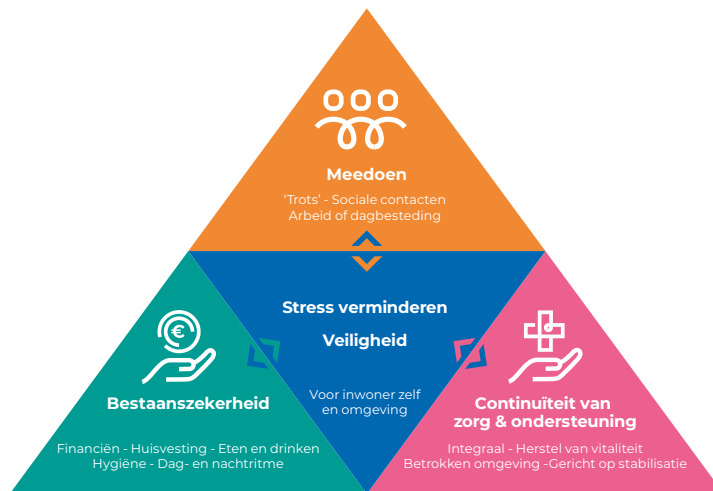 Meedoen
'Trots' - Sociale contacten
Arbeid of dagbesteding
Stress verminderen
Veiligheid
Voor inwoner zelf
en omgeving
€
Bestaanszekerheid
Financiën - Huisvesting - Eten en drinken
Hygiëne - Dag- en nachtritme
Continuïteit van
zorg & ondersteuning
Integraal - Herstel van vitaliteit
Betrokken omgeving -Gericht op stabilisatie